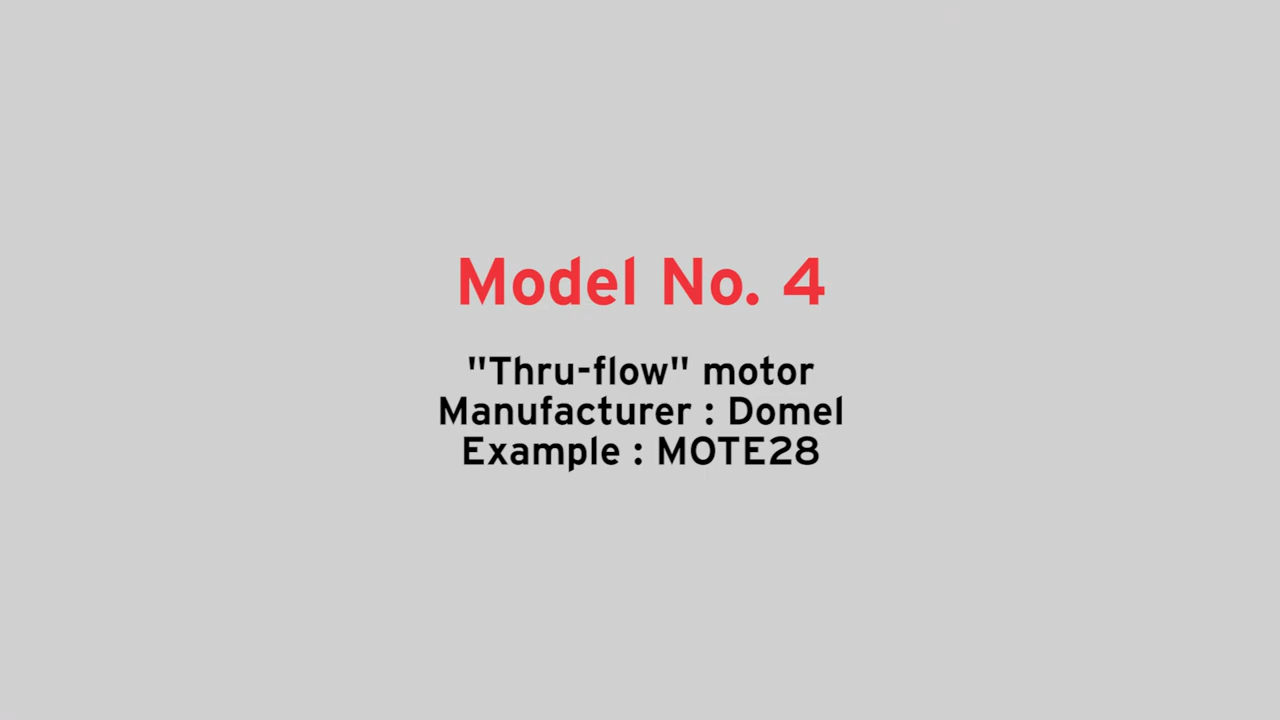 Model No. 4
"Thru-flow" motor
Manufacturer : Domel
Example : MOTE28